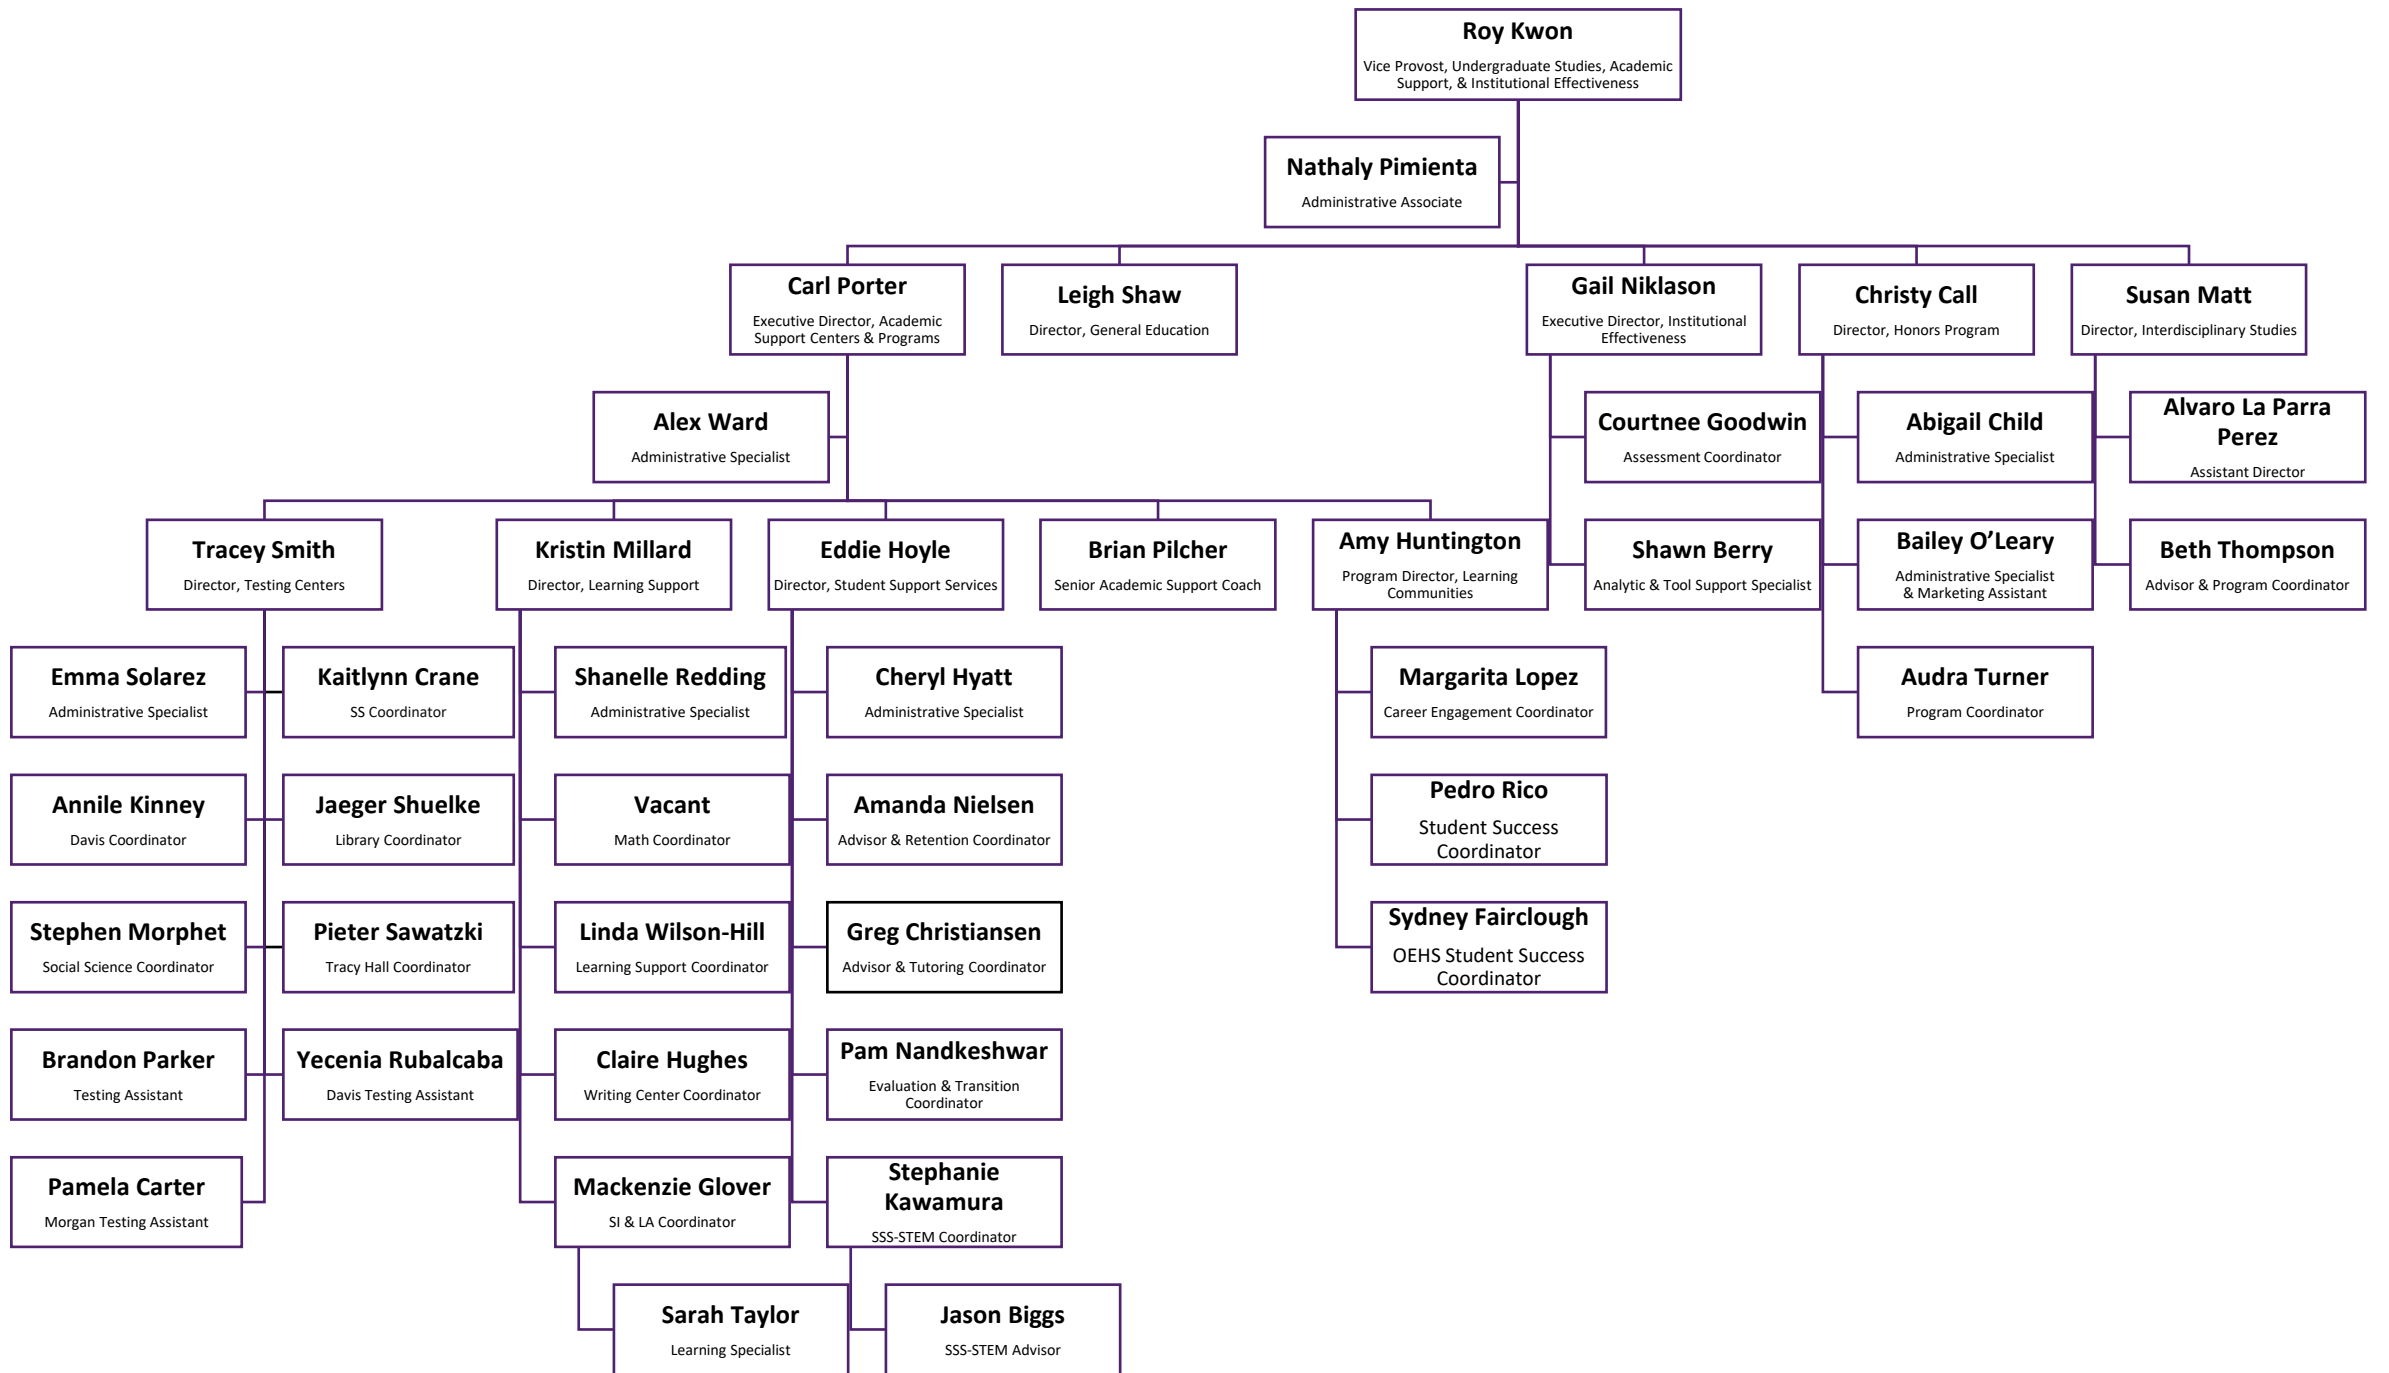 Roy Kwon
Vice Provost, Undergraduate Studies, Academic
Support, & Institutional Effectiveness
Nathaly Pimienta
Administrative Associate
Carl Porter
Executive Director, Academic
Support Centers & Programs
Leigh Shaw
Director, General Education
Gail Niklason
Executive Director, Institutional
Effectiveness
Christy Call
Director, Honors Program
Susan Matt
Director, Interdisciplinary Studies
Alex Ward
Administrative Specialist
Courtnee Goodwin
Assessment Coordinator
Abigail Child
Administrative Specialist
Alvaro La Parra
Perez
Assistant Director
Tracey Smith
Director, Testing Centers
Kristin Millard
Director, Learning Support
Eddie Hoyle
Director, Student Support Services
Brian Pilcher
Senior Academic Support Coach
Amy Huntington
Program Director, Learning
Communities
Shawn Berry
Analytic & Tool Support Specialist
Bailey O’Leary
Administrative Specialist
& Marketing Assistant
Beth Thompson
Advisor & Program Coordinator
Emma Solarez
Administrative Specialist
Kaitlynn Crane
SS Coordinator
Shanelle Redding
Administrative Specialist
Cheryl Hyatt
Administrative Specialist
Margarita Lopez
Career Engagement Coordinator
Audra Turner
Program Coordinator
Annile Kinney
Davis Coordinator
Jaeger Shuelke
Library Coordinator
Vacant
Math Coordinator
Amanda Nielsen
Advisor & Retention Coordinator
Pedro Rico
Student Success
Coordinator
Stephen Morphet
Social Science Coordinator
Pieter Sawatzki
Tracy Hall Coordinator
Linda Wilson-Hill
Learning Support Coordinator
Greg Christiansen
Advisor & Tutoring Coordinator
Sydney Fairclough
OEHS Student Success
Coordinator
Brandon Parker
Testing Assistant
Yecenia Rubalcaba
Davis Testing Assistant
Claire Hughes
Writing Center Coordinator
Pam Nandkeshwar
Evaluation & Transition
Coordinator
Pamela Carter
Morgan Testing Assistant
Mackenzie Glover
SI & LA Coordinator
Stephanie
Kawamura
SSS-STEM Coordinator
Sarah Taylor
Learning Specialist
Jason Biggs
SSS-STEM Advisor